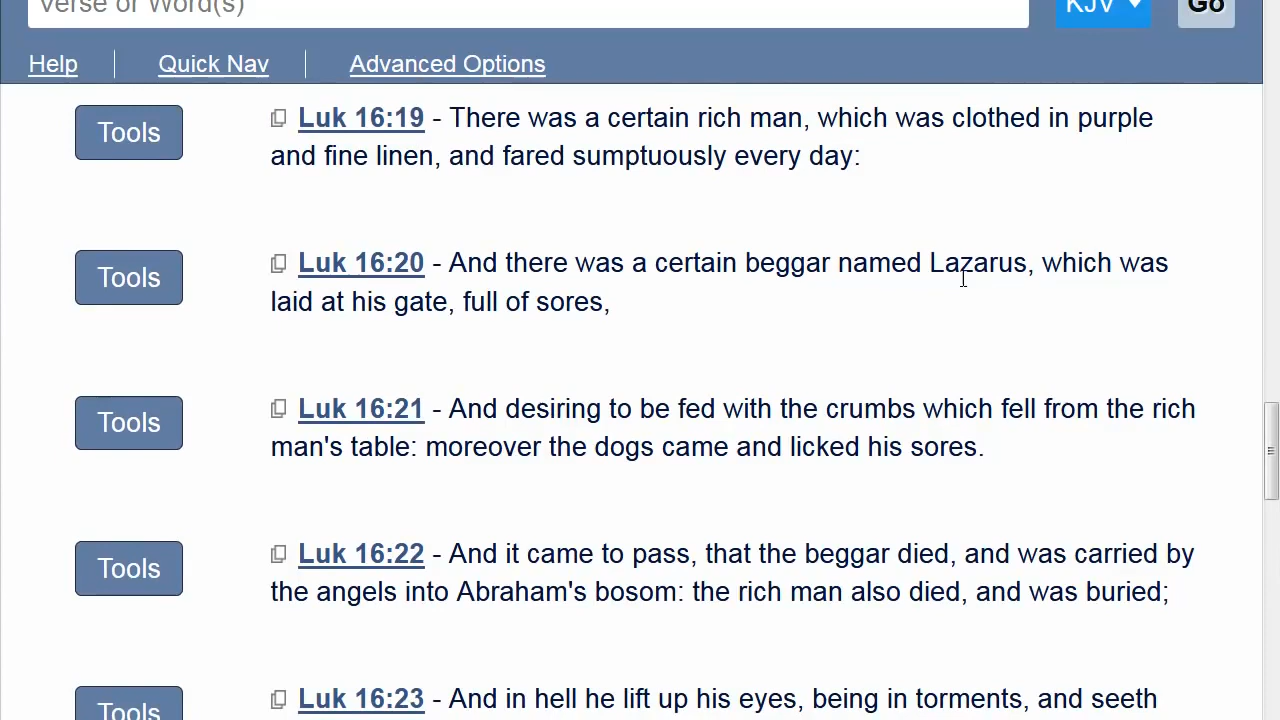 Verse or Word(s) KJV Go
Help Quick Nav Advanced Options
Tools Luk 16:19 - There was a certain rich man, which was clothed in purple
and fine linen, and fared sumptuously every day:
Tools Luk 16:20 - And there was a certain beggar named Lazarus, which was
laid at his gate, full of sores,
Tools Luk 16:21 - And desiring to be fed with the crumbs which fell from the rich
man's table: moreover the dogs came and licked his sores.
Tools Luk 16:22 - And it came to pass, that the beggar died, and was carried by
the angels into Abraham's bosom: the rich man also died, and was buried;
Tools Luk 16:23 - And in hell he lift up his eyes, being in torments, and seeth